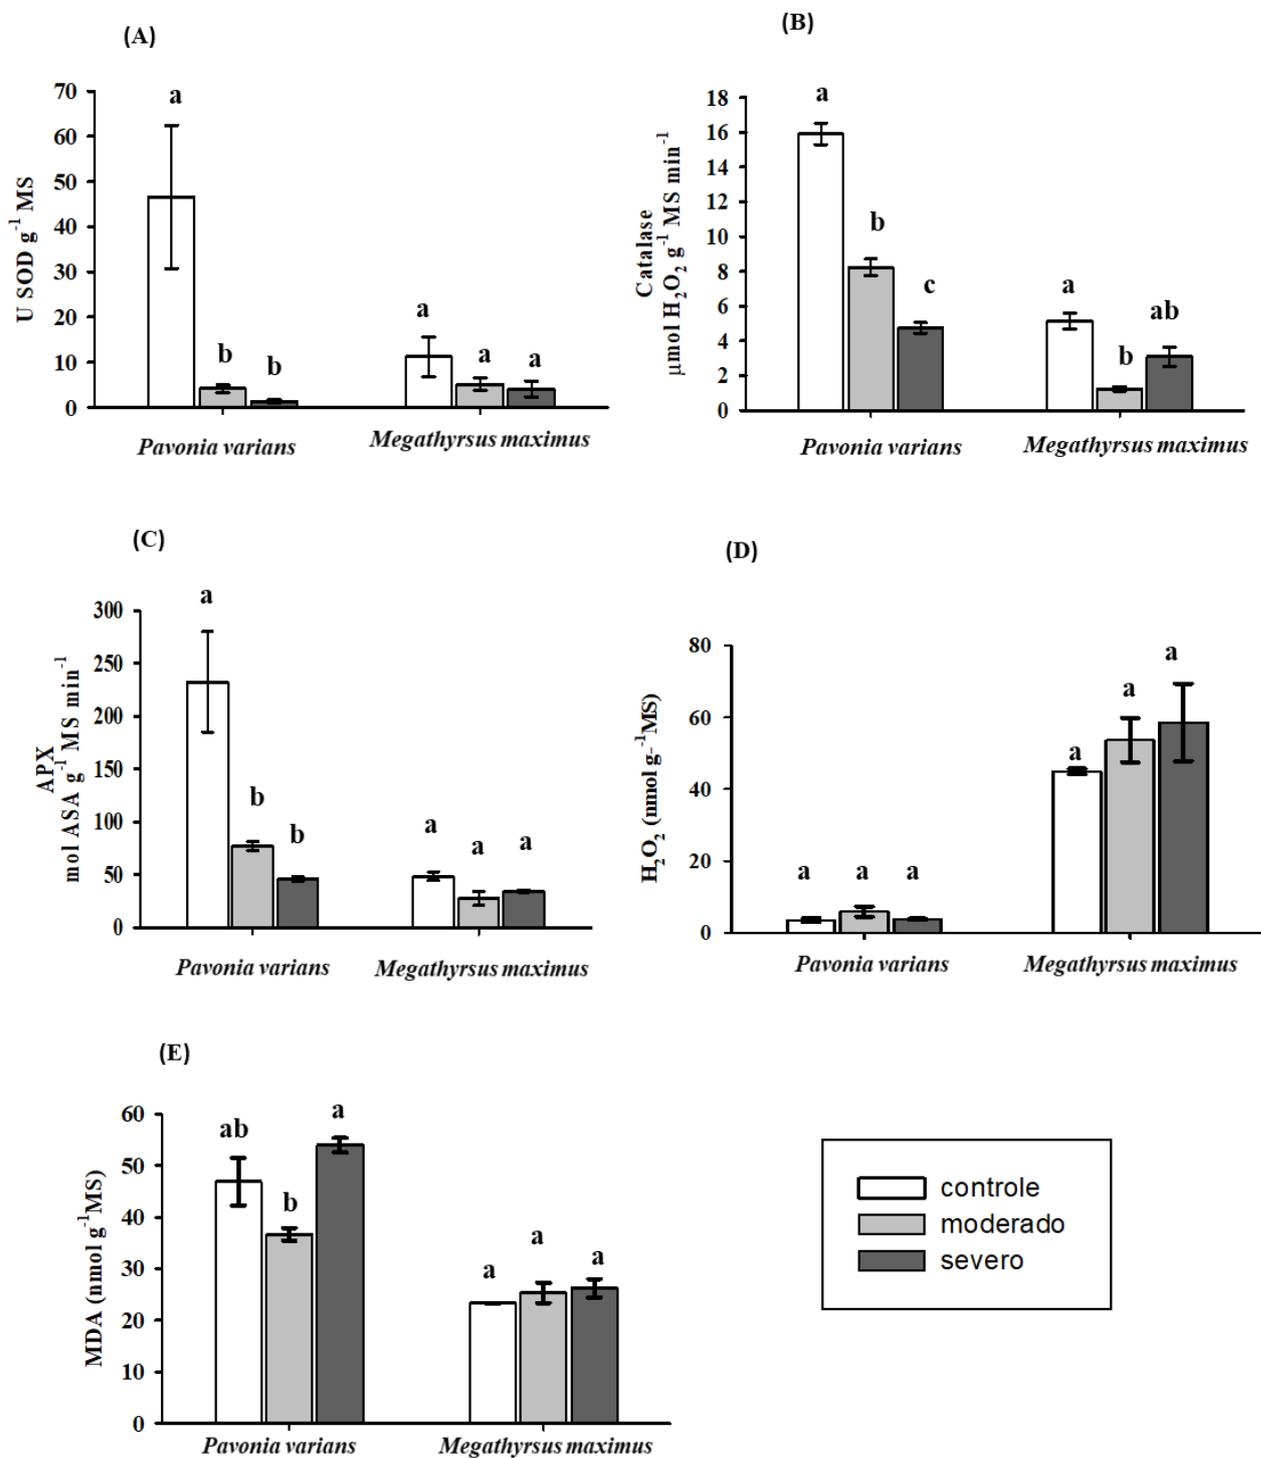 (A)
70
60
50
40
30
20
10
0
U SOD g⁻¹ MS
a
b
b
a
a
a
Pavonia varians
Megathyrsus maximus
(B)
18
16
14
12
10
8
6
4
2
0
Catalase
μmol H₂O₂ g⁻¹ MS min⁻¹
a
b
c
a
b
ab
Pavonia varians
Megathyrsus maximus
(C)
300
250
200
150
100
50
0
APX
mol ASA g⁻¹ MS min⁻¹
a
b
b
a
a
a
Pavonia varians
Megathyrsus maximus
(D)
80
60
40
20
0
H₂O₂ (nmol g⁻¹MS)
a
a
a
a
a
a
Pavonia varians
Megathyrsus maximus
(E)
60
50
40
30
20
10
0
MDA (nmol g⁻¹MS)
ab
b
a
a
a
a
Pavonia varians
Megathyrsus maximus
controle
moderado
severo